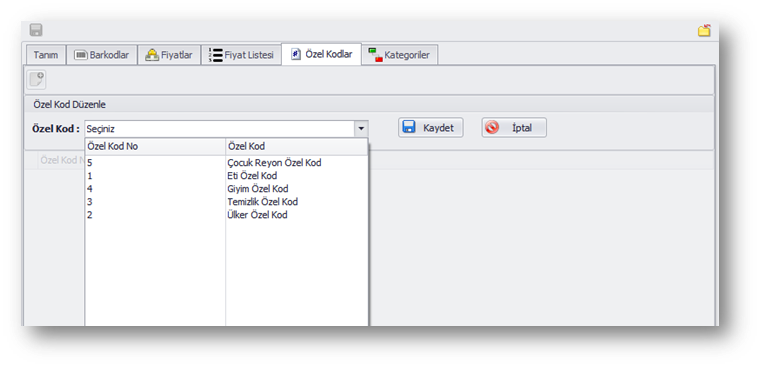 Tanım Barkodlar Fiyatlar Fiyat Listesi Özel Kodlar Kategoriler
Özel Kod Düzenle
Özel Kod : Seçiniz Kaydet İptal
Özel Kod No Özel Kod
Özel Kod N
5 Çocuk Reyon Özel Kod
1 Eti Özel Kod
4 Giyim Özel Kod
3 Temizlik Özel Kod
2 Ülker Özel Kod